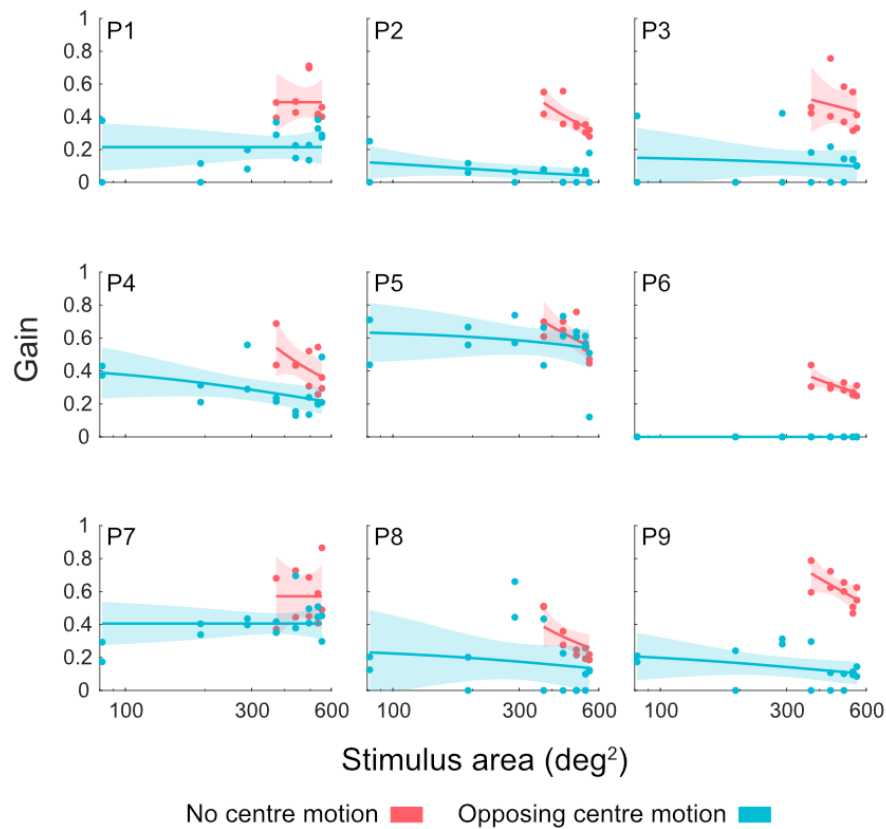 P1 P2 P3
1
0.8
0.6
0.4
0.2
0
P4 P5 P6
1
0.8
0.6
0.4
0.2
0
Gain
P7 P8 P9
1
0.8
0.6
0.4
0.2
0
100 300 600 100 300 600 100 300 600
Stimulus area (deg²)
No centre motion Opposing centre motion